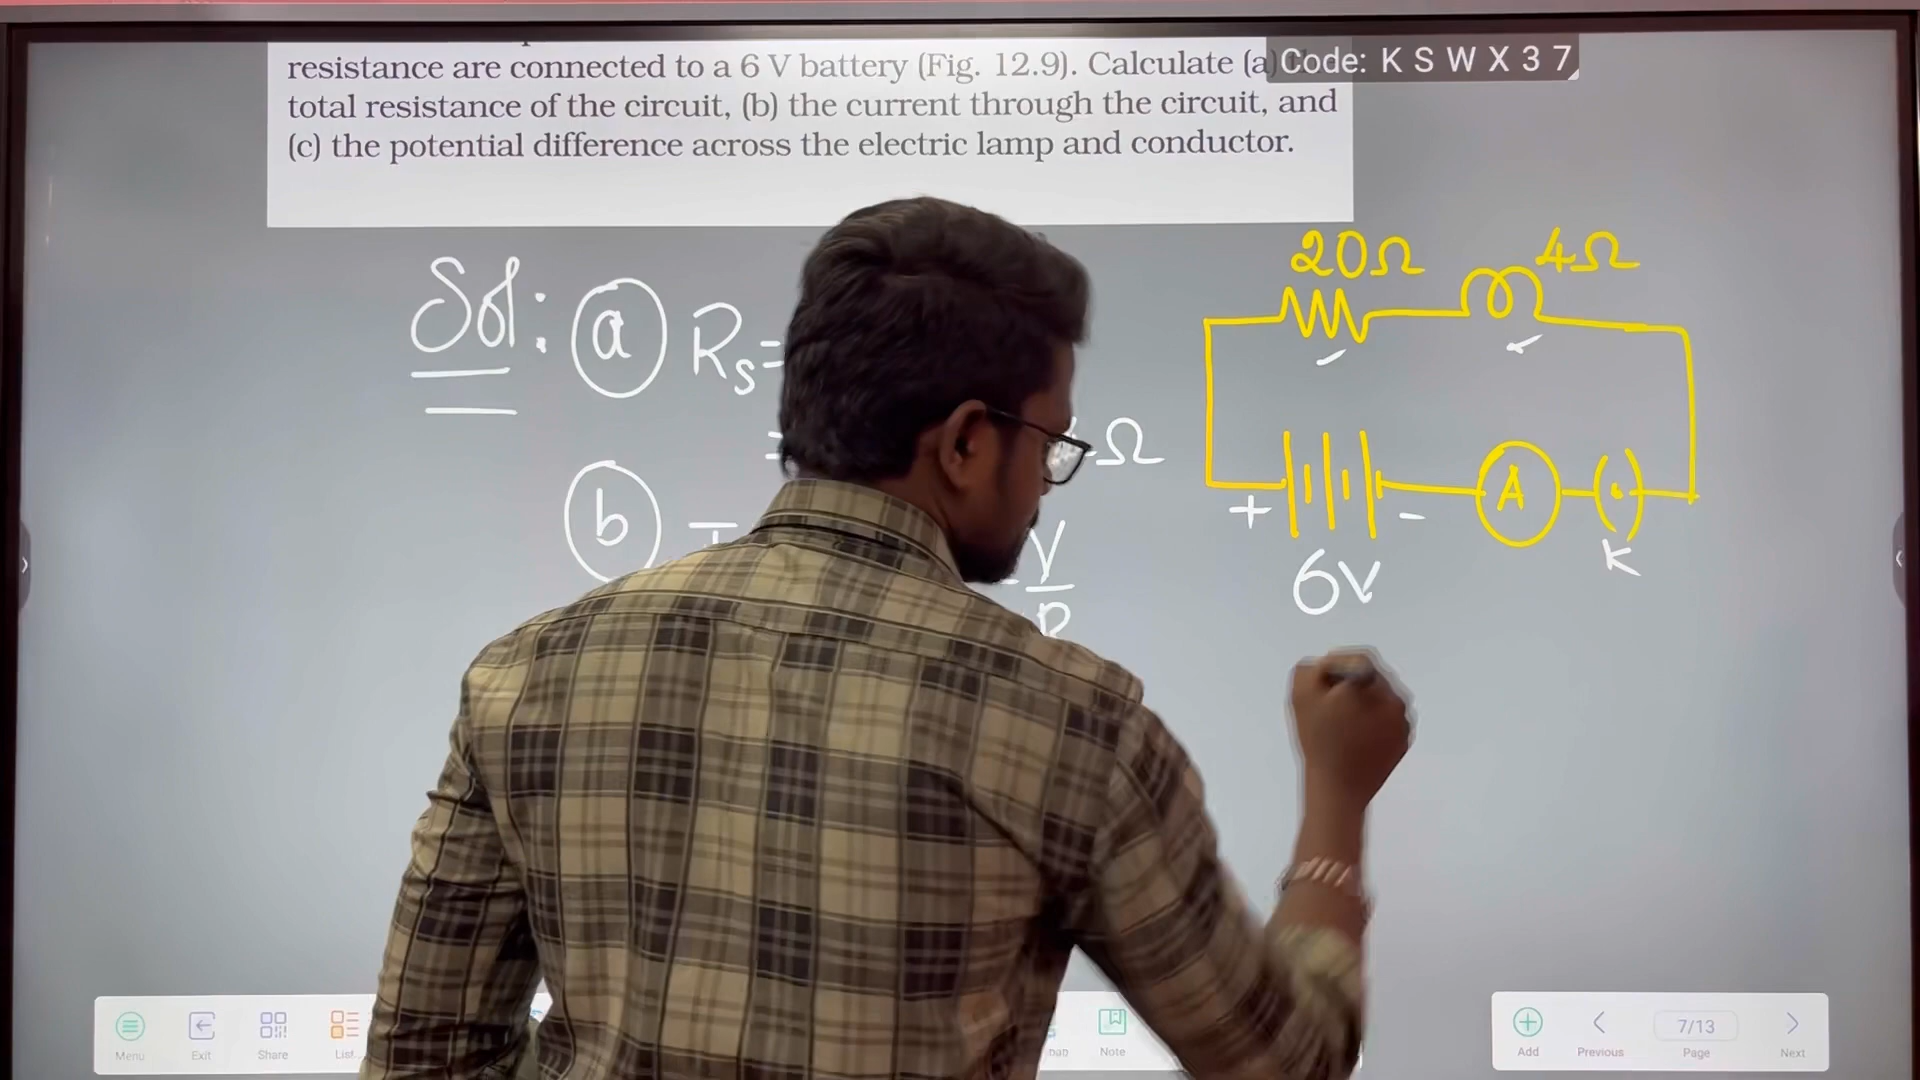 resistance are connected to a 6 V battery (Fig. 12.9). Calculate (a)
Code: K S W X 3 7
total resistance of the circuit, (b) the current through the circuit, and
(c) the potential difference across the electric lamp and conductor.
Sol: a Rs=
Ω
b
V
20Ω 4Ω
+ - A
K
6V
Menu Exit Share List Note
Add Previous 7/13 Page Next